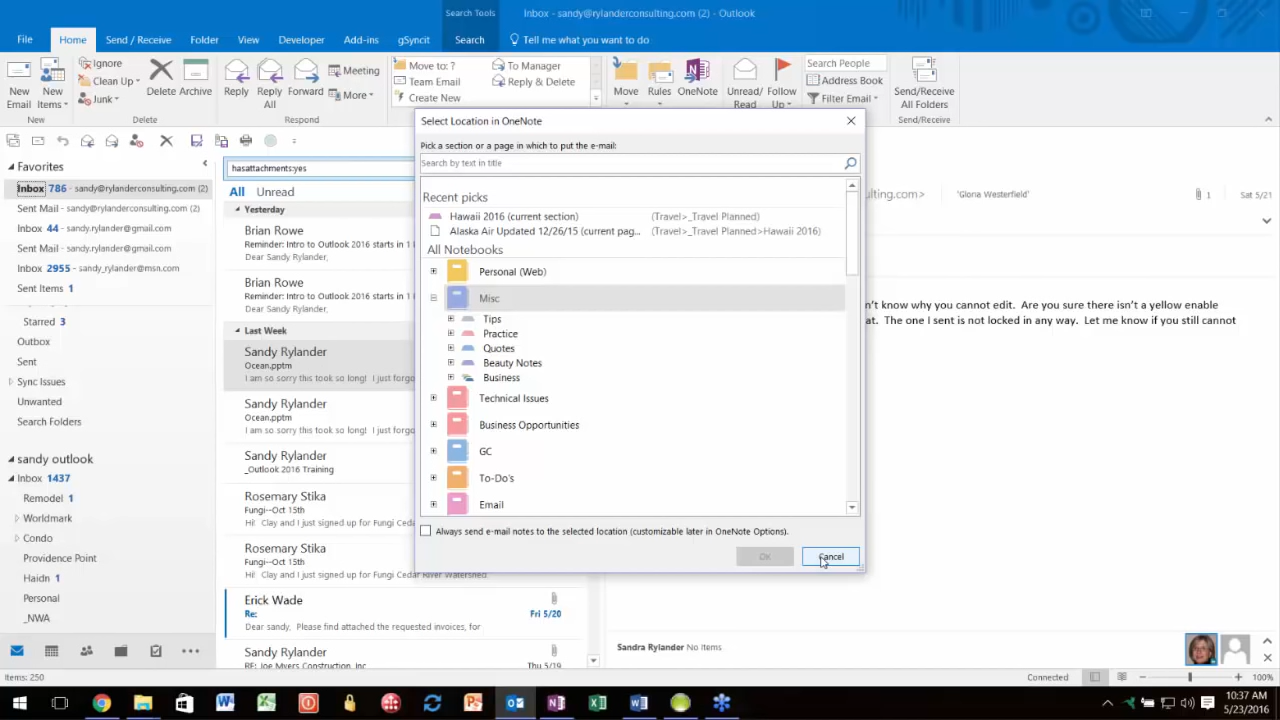 Search Tools
Inbox - sandy@rylanderconsulting.com (2) - Outlook
File
Home
Send / Receive
Folder
View
Developer
Add-ins
gSyncit
Search
Tell me what you want to do
New Email
New Items
Ignore
Clean Up
Junk
Delete
Archive
Reply
Reply All
Forward
Meeting
More
Move to: ?
Team Email
Create New
To Manager
Reply & Delete
Move
Rules
OneNote
Unread/ Read
Follow Up
Search People
Address Book
Filter Email
Send/Receive All Folders
New
Delete
Respond
Send/Receive
Favorites
Inbox 786 - sandy@rylanderconsulting.com (2)
Sent Mail - sandy@rylanderconsulting.com (2)
Inbox 44 - sandy.rylander@gmail.com
Sent Mail - sandy.rylander@gmail.com
Inbox 2955 - sandy_rylander@msn.com
Sent Items 1
Starred 3
Outbox
Sent
Sync Issues
Unwanted
Search Folders
sandy outlook
Inbox 1437
Remodel 1
Worldmark
Condo
Providence Point
Haidn 1
Personal
_NWA
hasattachments:yes
All Unread
Yesterday
Brian Rowe
Reminder: Intro to Outlook 2016 starts in 1
Dear Sandy Rylander,
Brian Rowe
Reminder: Intro to Outlook 2016 starts in 1
Dear Sandy Rylander,
Last Week
Sandy Rylander
Ocean.pptm
I am so sorry this took so long! I just forgo
Sandy Rylander
Ocean.pptm
I am so sorry this took so long! I just forgo
Sandy Rylander
_Outlook 2016 Training
Rosemary Stika
Fungi--Oct 15th
Hi! Clay and I just signed up for Fungi Ceda
Rosemary Stika
Fungi--Oct 15th
Hi! Clay and I just signed up for Fungi Cedar River Watershed.
Erick Wade
Re:
Fri 5/20
Dear sandy, Please find attached the requested invoices, for
Sandy Rylander
RE: Joe Myers Construction, Inc
Thu 5/19
Select Location in OneNote
Pick a section or a page in which to put the e-mail:
Search by text in title
Recent picks
Hawaii 2016 (current section) (Travel>_Travel Planned)
Alaska Air Updated 12/26/15 (current pag... (Travel>_Travel Planned>Hawaii 2016)
All Notebooks
Personal (Web)
Misc
Tips
Practice
Quotes
Beauty Notes
Business
Technical Issues
Business Opportunities
GC
To-Do's
Email
Always send e-mail notes to the selected location (customizable later in OneNote Options).
Ok
Cancel
ulting.com> 'Gloria Westerfield'
1
Sat 5/21
n't know why you cannot edit. Are you sure there isn't a yellow enable
at. The one I sent is not locked in any way. Let me know if you still cannot
Sandra Rylander No Items
Items: 250
Connected
100%
10:37 AM
5/23/2016